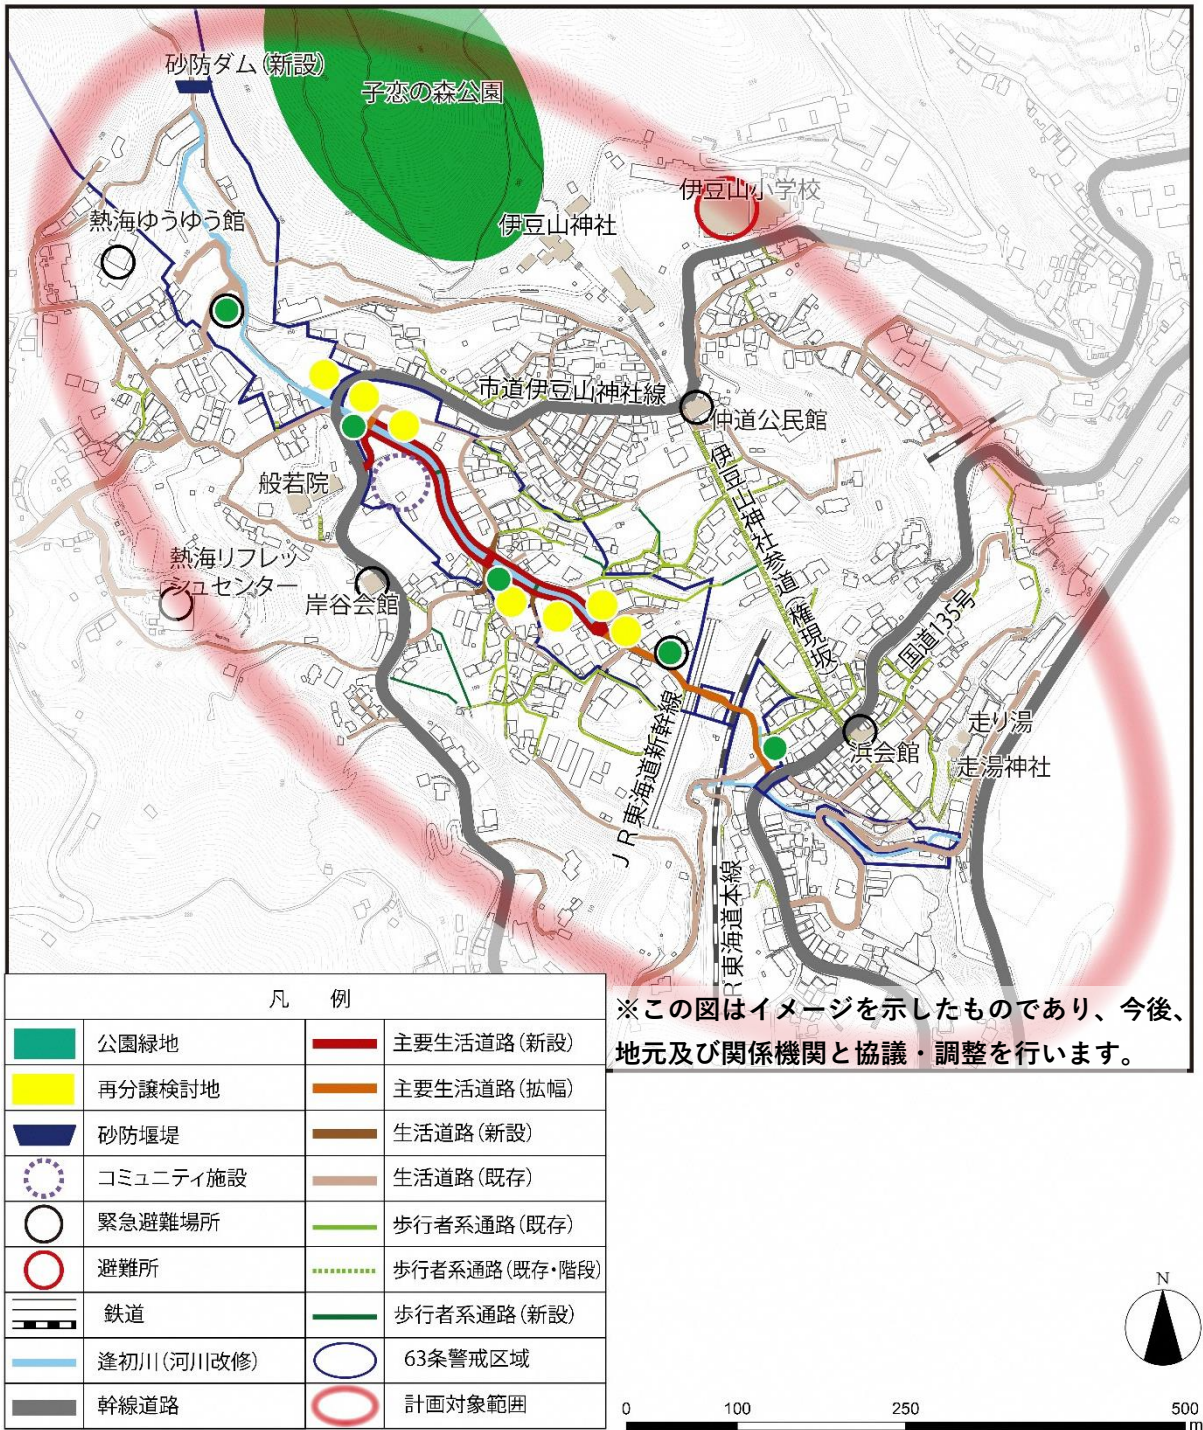 砂防ダム(新設)
子恋の森公園
伊豆山小学校
熱海ゆうゆう館
伊豆山神社
市道伊豆山神社線
仲道公民館
伊豆山神社参道(権現坂)
般若院
熱海リフレッ
シュセンター
岸谷会館
国道135号
走り湯
浜会館
走湯神社
JR東海道新幹線
JR東海道本線
※この図はイメージを示したものであり、今後、
地元及び関係機関と協議・調整を行います。
凡 例
公園緑地
主要生活道路(新設)
再分譲検討地
主要生活道路(拡幅)
砂防堰堤
生活道路(新設)
コミュニティ施設
生活道路(既存)
緊急避難場所
歩行者系通路(既存)
避難所
歩行者系通路(既存・階段)
鉄道
歩行者系通路(新設)
逢初川(河川改修)
63条警戒区域
幹線道路
計画対象範囲
N
0 100 250 500
m